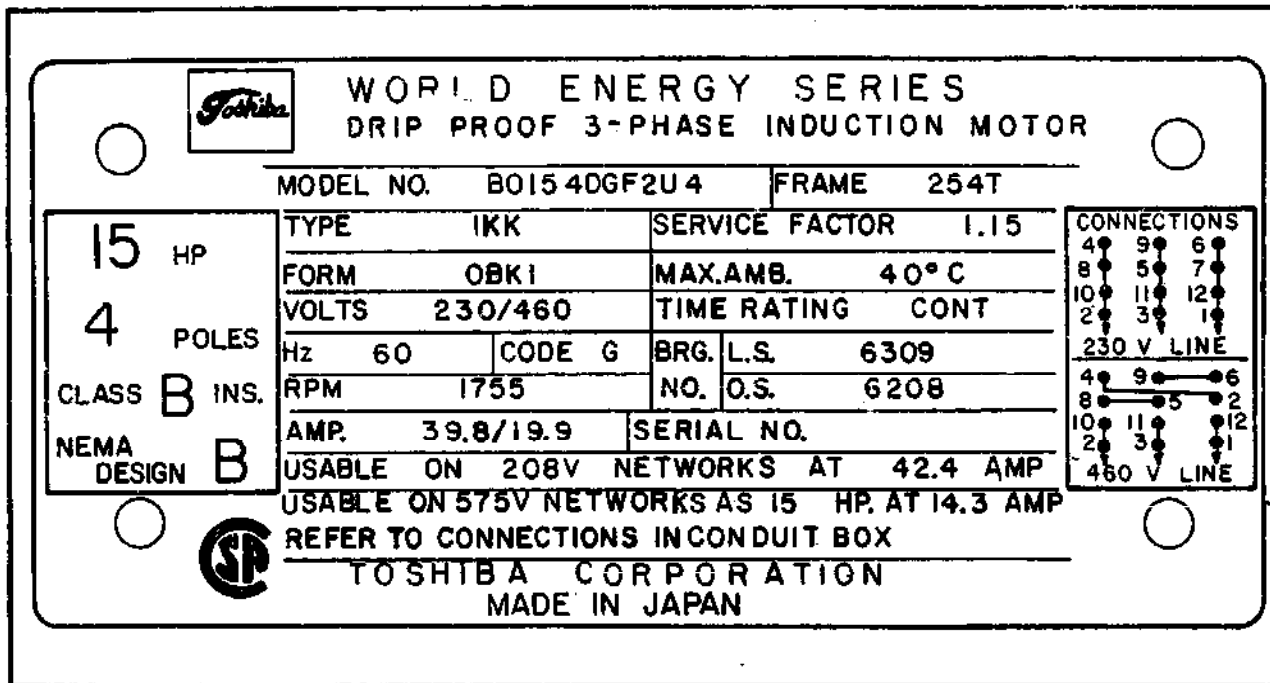 Toshiba
WORLD ENERGY SERIES
DRIP PROOF 3-PHASE INDUCTION MOTOR
MODEL NO. B0154DGF2U4 FRAME 254T
15 HP
4 POLES
CLASS B INS.
NEMA
DESIGN B
TYPE IKK SERVICE FACTOR 1.15
FORM OBK1 MAX.AMB. 40°C
VOLTS 230/460 TIME RATING CONT
Hz 60 CODE G BRG. L.S. 6309
RPM 1755 NO. O.S. 6208
AMP. 39.8/19.9 SERIAL NO.
USABLE ON 208V NETWORKS AT 42.4 AMP
USABLE ON 575V NETWORKS AS 15 HP. AT 14.3 AMP
REFER TO CONNECTIONS IN CONDUIT BOX
TOSHIBA CORPORATION
MADE IN JAPAN
CONNECTIONS
4 9 6
8 5 7
10 11 12
2 3 1
230 V LINE
4 9 6
8 5 2
10 11 12
2 3 1
460 V LINE